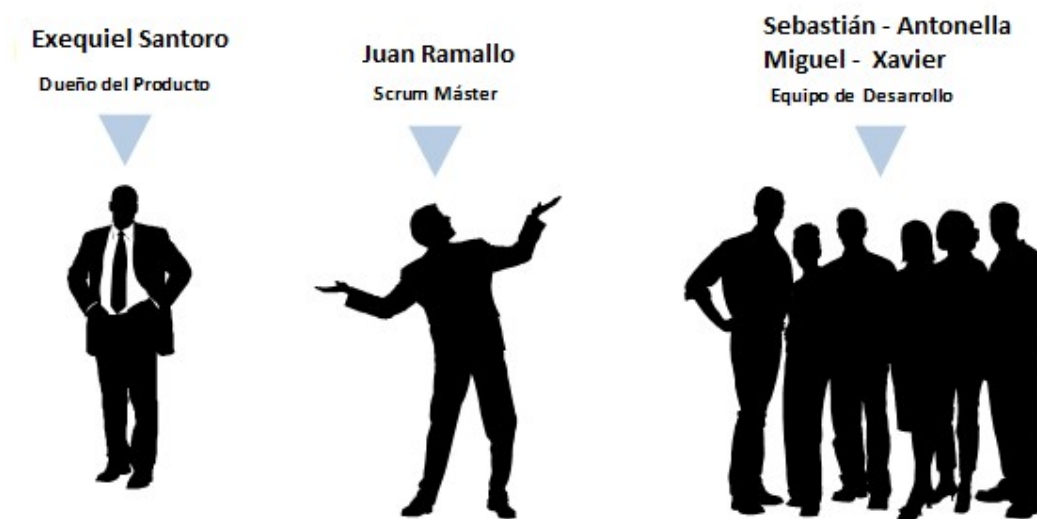 Exequiel Santoro
Dueño del Producto
Juan Ramallo
Scrum Máster
Sebastián - Antonella
Miguel - Xavier
Equipo de Desarrollo